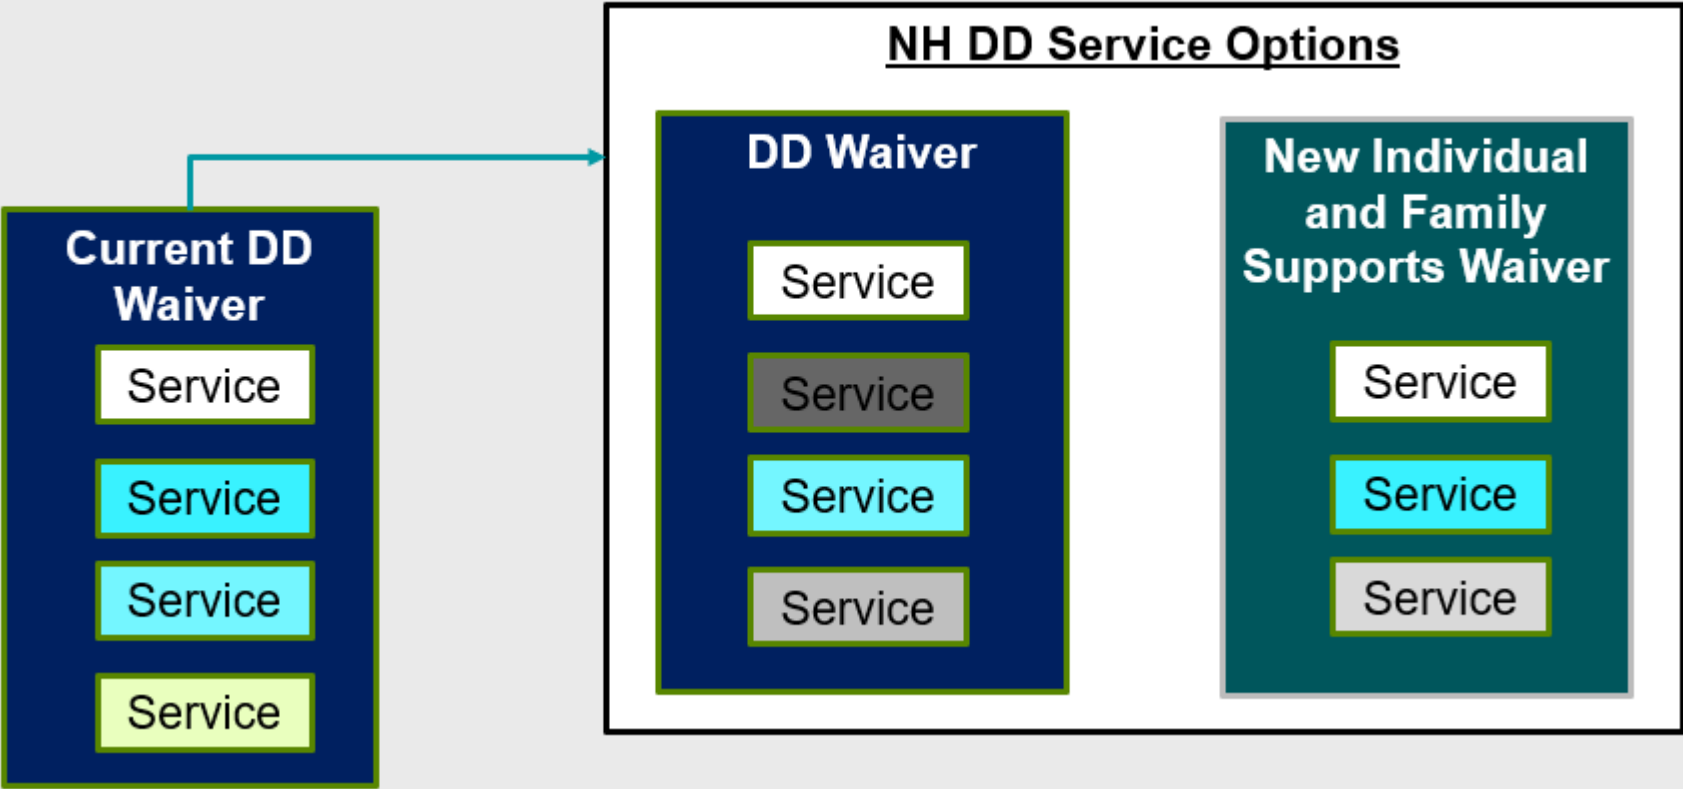 NH DD Service Options
Current DD
Waiver
Service
Service
Service
Service
DD Waiver
Service
Service
Service
Service
New Individual
and Family
Supports Waiver
Service
Service
Service